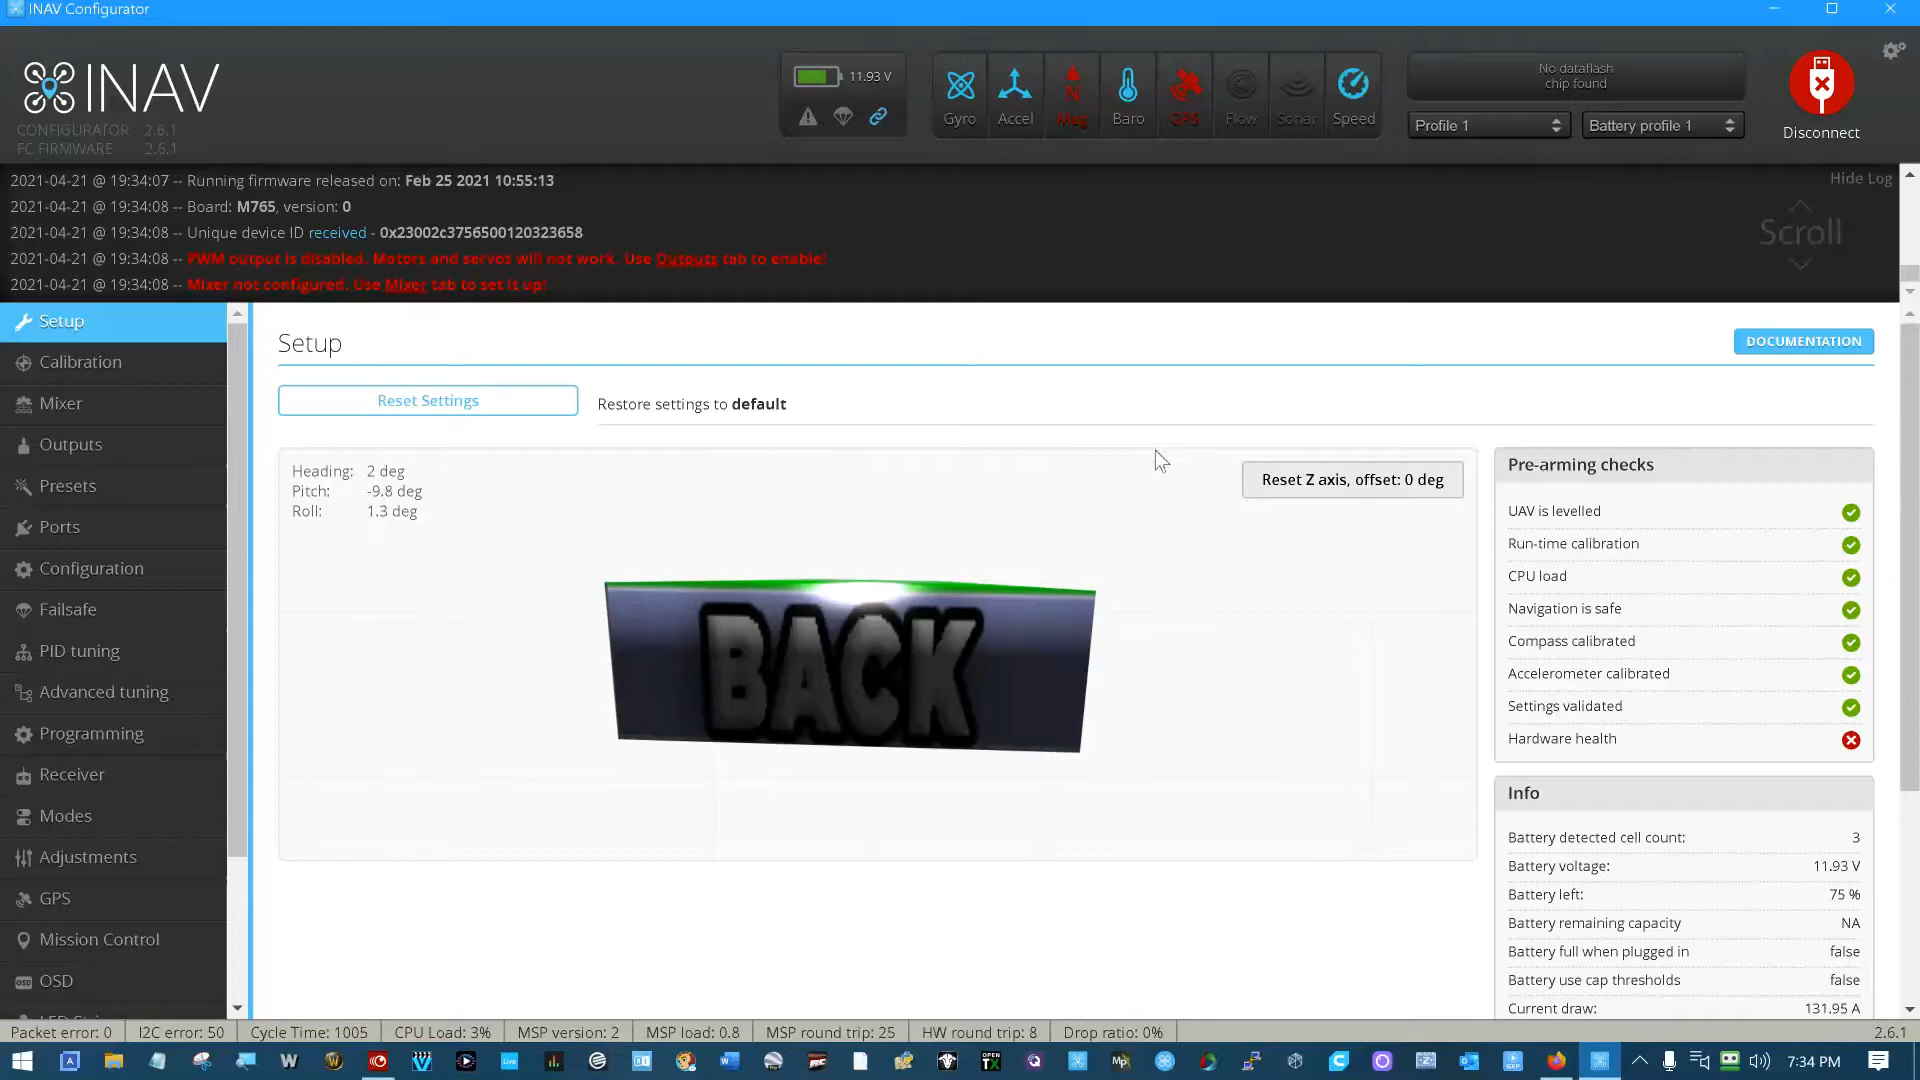 INAV Configurator
INAV
CONFIGURATOR 2.6.1
FC FIRMWARE 2.6.1
11.93 V
Gyro Accel Mag Baro GPS Flow Sonar Speed
No dataflash
chip found
Profile 1 Battery profile 1
Disconnect
2021-04-21 @ 19:34:07 -- Running firmware released on: Feb 25 2021 10:55:13
2021-04-21 @ 19:34:08 -- Board: M765, version: 0
2021-04-21 @ 19:34:08 -- Unique device ID received - 0x23002c3756500120323658
2021-04-21 @ 19:34:08 -- PWM output is disabled. Motors and servos will not work. Use Outputs tab to enable!
2021-04-21 @ 19:34:08 -- Mixer not configured. Use Mixer tab to set it up!
Hide Log
Scroll
Setup
Calibration
Mixer
Outputs
Presets
Ports
Configuration
Failsafe
PID tuning
Advanced tuning
Programming
Receiver
Modes
Adjustments
GPS
Mission Control
OSD
Setup
DOCUMENTATION
Reset Settings
Restore settings to default
Heading: 2 deg
Pitch: -9.8 deg
Roll: 1.3 deg
Reset Z axis, offset: 0 deg
BACK
Pre-arming checks
UAV is levelled
Run-time calibration
CPU load
Navigation is safe
Compass calibrated
Accelerometer calibrated
Settings validated
Hardware health
Info
Battery detected cell count: 3
Battery voltage: 11.93 V
Battery left: 75 %
Battery remaining capacity NA
Battery full when plugged in false
Battery use cap thresholds false
Current draw: 131.95 A
Packet error: 0 I2C error: 50 Cycle Time: 1005 CPU Load: 3% MSP version: 2 MSP load: 0.8 MSP round trip: 25 HW round trip: 8 Drop ratio: 0% 2.6.1
7:34 PM